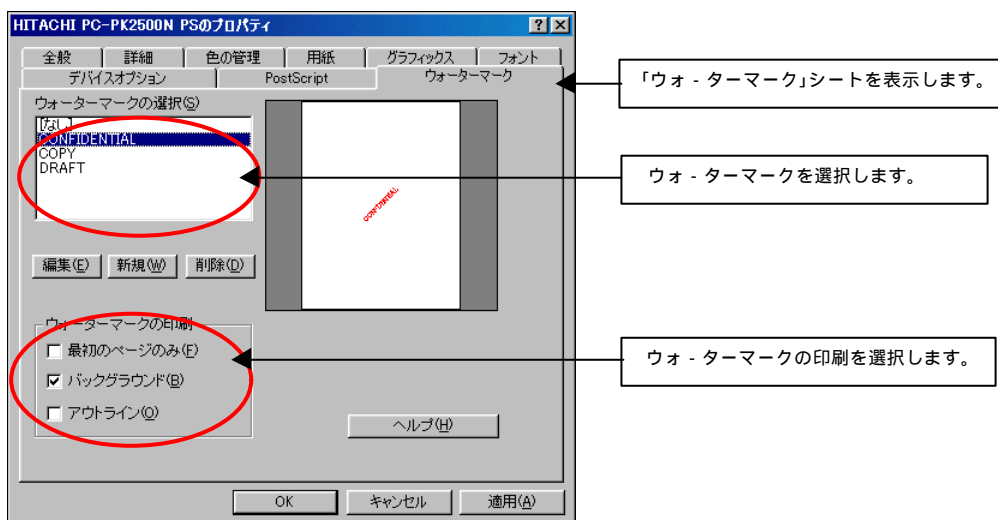 HITACHI PC-PK2500N PSのプロパティ
全般 詳細 色の管理 用紙 グラフィックス フォント
デバイスオプション PostScript ウォーターマーク
「ウォ - ターマーク」シートを表示します。
ウォーターマークの選択(S)
[なし]
CONFIDENTIAL
COPY
DRAFT
CONFIDENTIAL
ウォ - ターマークを選択します。
編集(E) 新規(W) 削除(D)
ウォーターマークの印刷
最初のページのみ(F)
バックグラウンド(B)
アウトライン(O)
ウォ - ターマークの印刷を選択します。
ヘルプ(H)
OK キャンセル 適用(A)